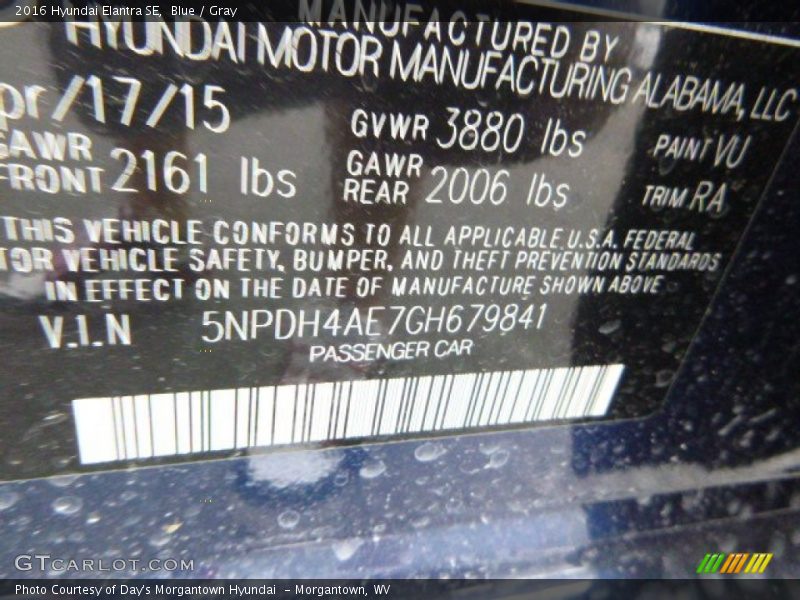 2016 Hyundai Elantra SE, Blue / Gray
MANUFACTURED BY
HYUNDAI MOTOR MANUFACTURING ALABAMA, LLC
pr/17/15
GVWR 3880 lbs
PAINT VU
GAWR FRONT 2161 lbs
GAWR REAR 2006 lbs
TRIM RA
THIS VEHICLE CONFORMS TO ALL APPLICABLE U.S.A. FEDERAL
TOR VEHICLE SAFETY, BUMPER, AND THEFT PREVENTION STANDARDS
IN EFFECT ON THE DATE OF MANUFACTURE SHOWN ABOVE
V.I.N 5NPDH4AE7GH679841
PASSENGER CAR
GTCARLOT.COM
Photo Courtesy of Day's Morgantown Hyundai - Morgantown, WV